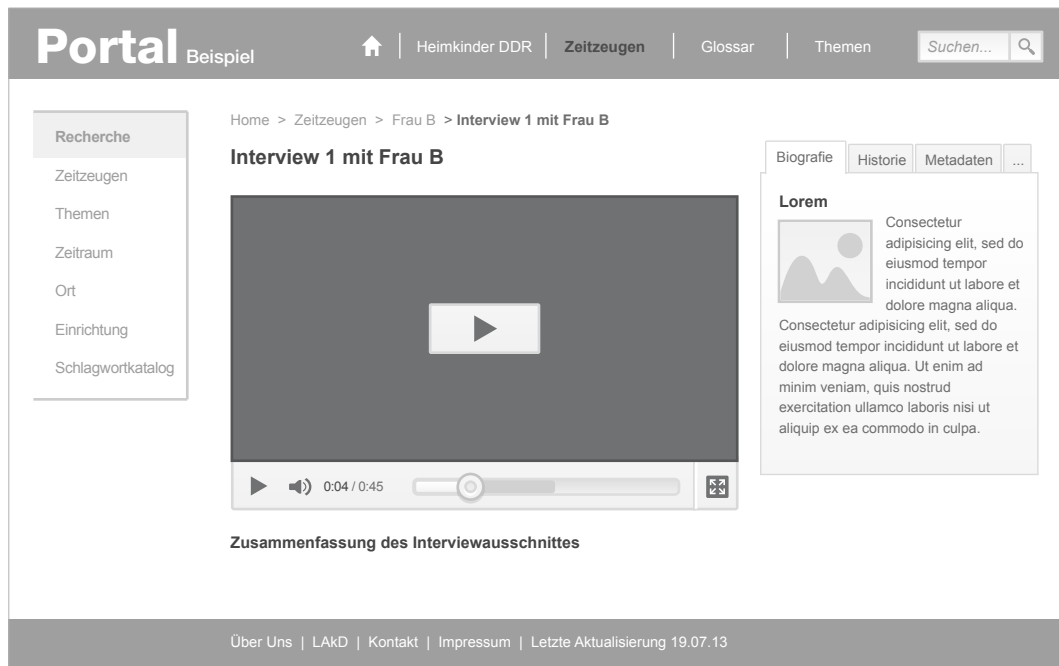 Portal Beispiel
Heimkinder DDR
Zeitzeugen
Glossar
Themen
Suchen...
Recherche
Zeitzeugen
Themen
Zeitraum
Ort
Einrichtung
Schlagwortkatalog
Home > Zeitzeugen > Frau B > Interview 1 mit Frau B
Interview 1 mit Frau B
0:04 / 0:45
Zusammenfassung des Interviewausschnittes
Biografie
Historie
Metadaten
...
Lorem
Consectetur
adipisicing elit, sed do
eiusmod tempor
incididunt ut labore et
dolore magna aliqua.
Consectetur adipisicing elit, sed do
eiusmod tempor incididunt ut labore et
dolore magna aliqua. Ut enim ad
minim veniam, quis nostrud
exercitation ullamco laboris nisi ut
aliquip ex ea commodo in culpa.
Über Uns | LAkD | Kontakt | Impressum | Letzte Aktualisierung 19.07.13